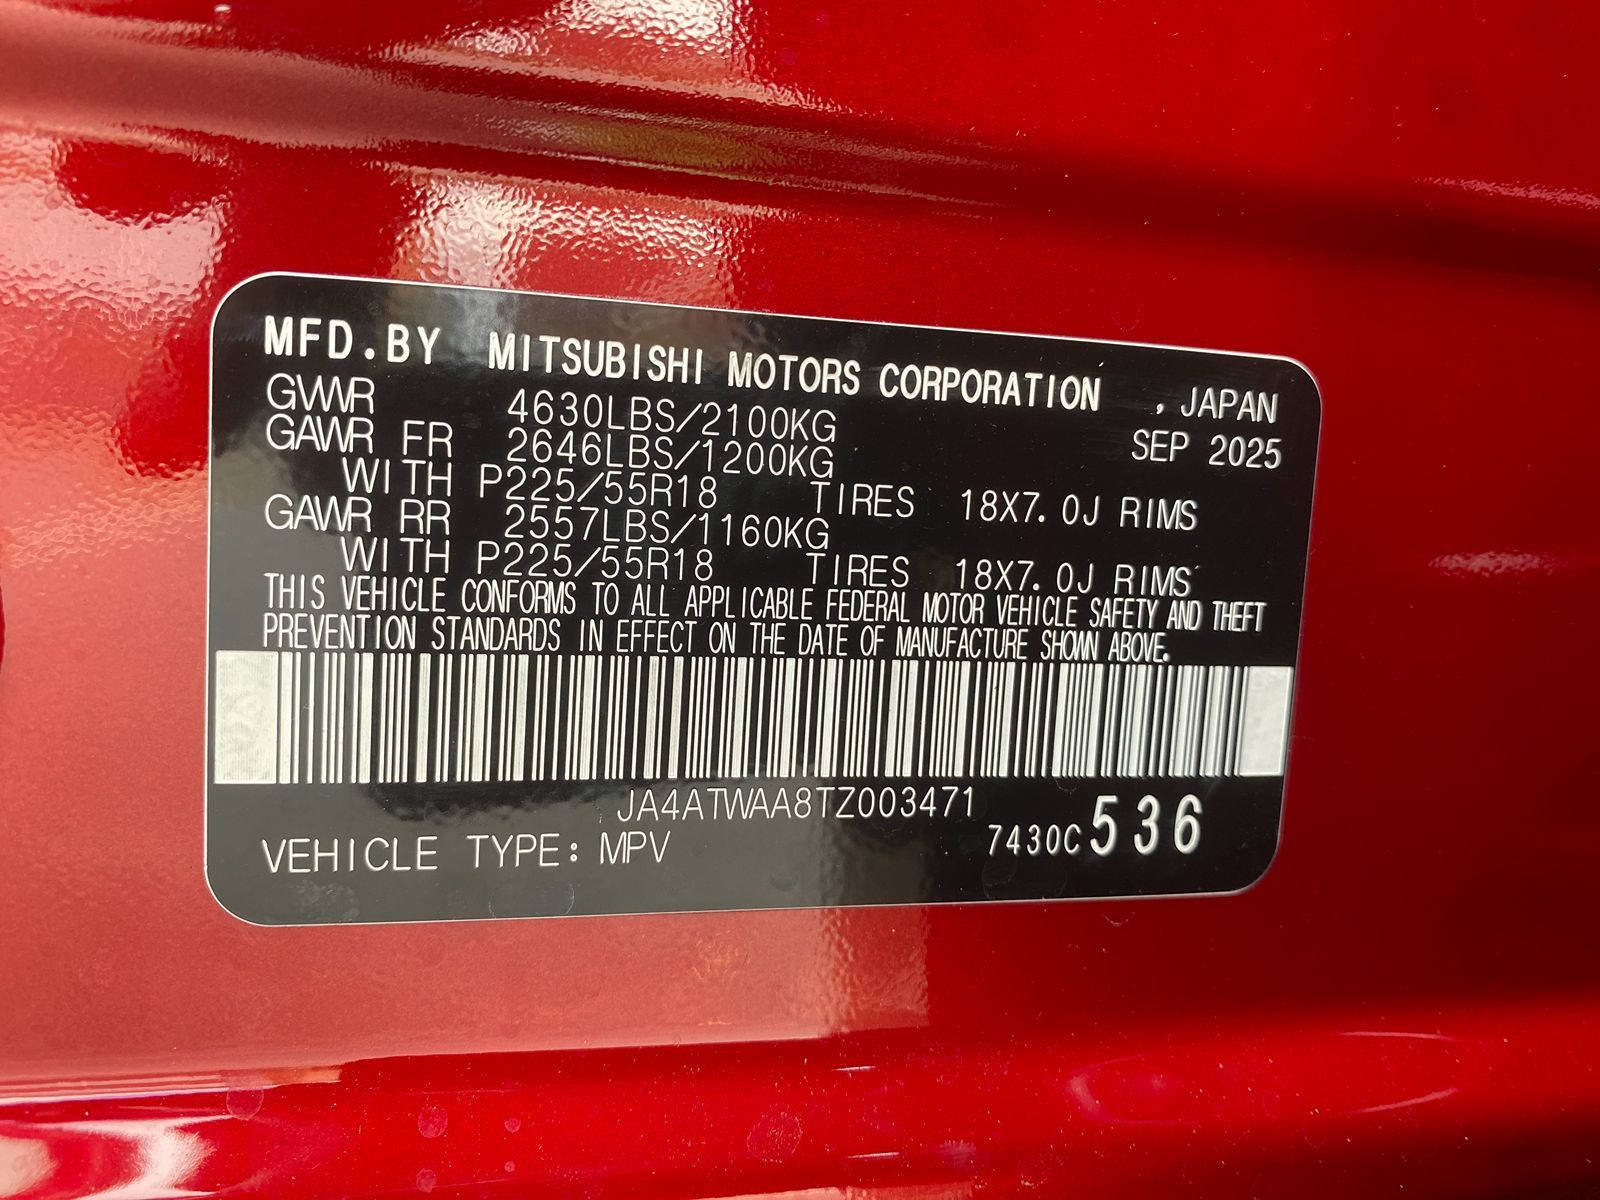 MFD.BY MITSUBISHI MOTORS CORPORATION , JAPAN
GVWR 4630LBS/2100KG SEP 2025
GAWR FR 2646LBS/1200KG
WITH P225/55R18 TIRES 18X7.0J RIMS
GAWR RR 2557LBS/1160KG
WITH P225/55R18 TIRES 18X7.0J RIMS
THIS VEHICLE CONFORMS TO ALL APPLICABLE FEDERAL MOTOR VEHICLE SAFETY AND THEFT
PREVENTION STANDARDS IN EFFECT ON THE DATE OF MANUFACTURE SHOWN ABOVE.
JA4ATWAA8TZ003471
VEHICLE TYPE: MPV 7430C 536